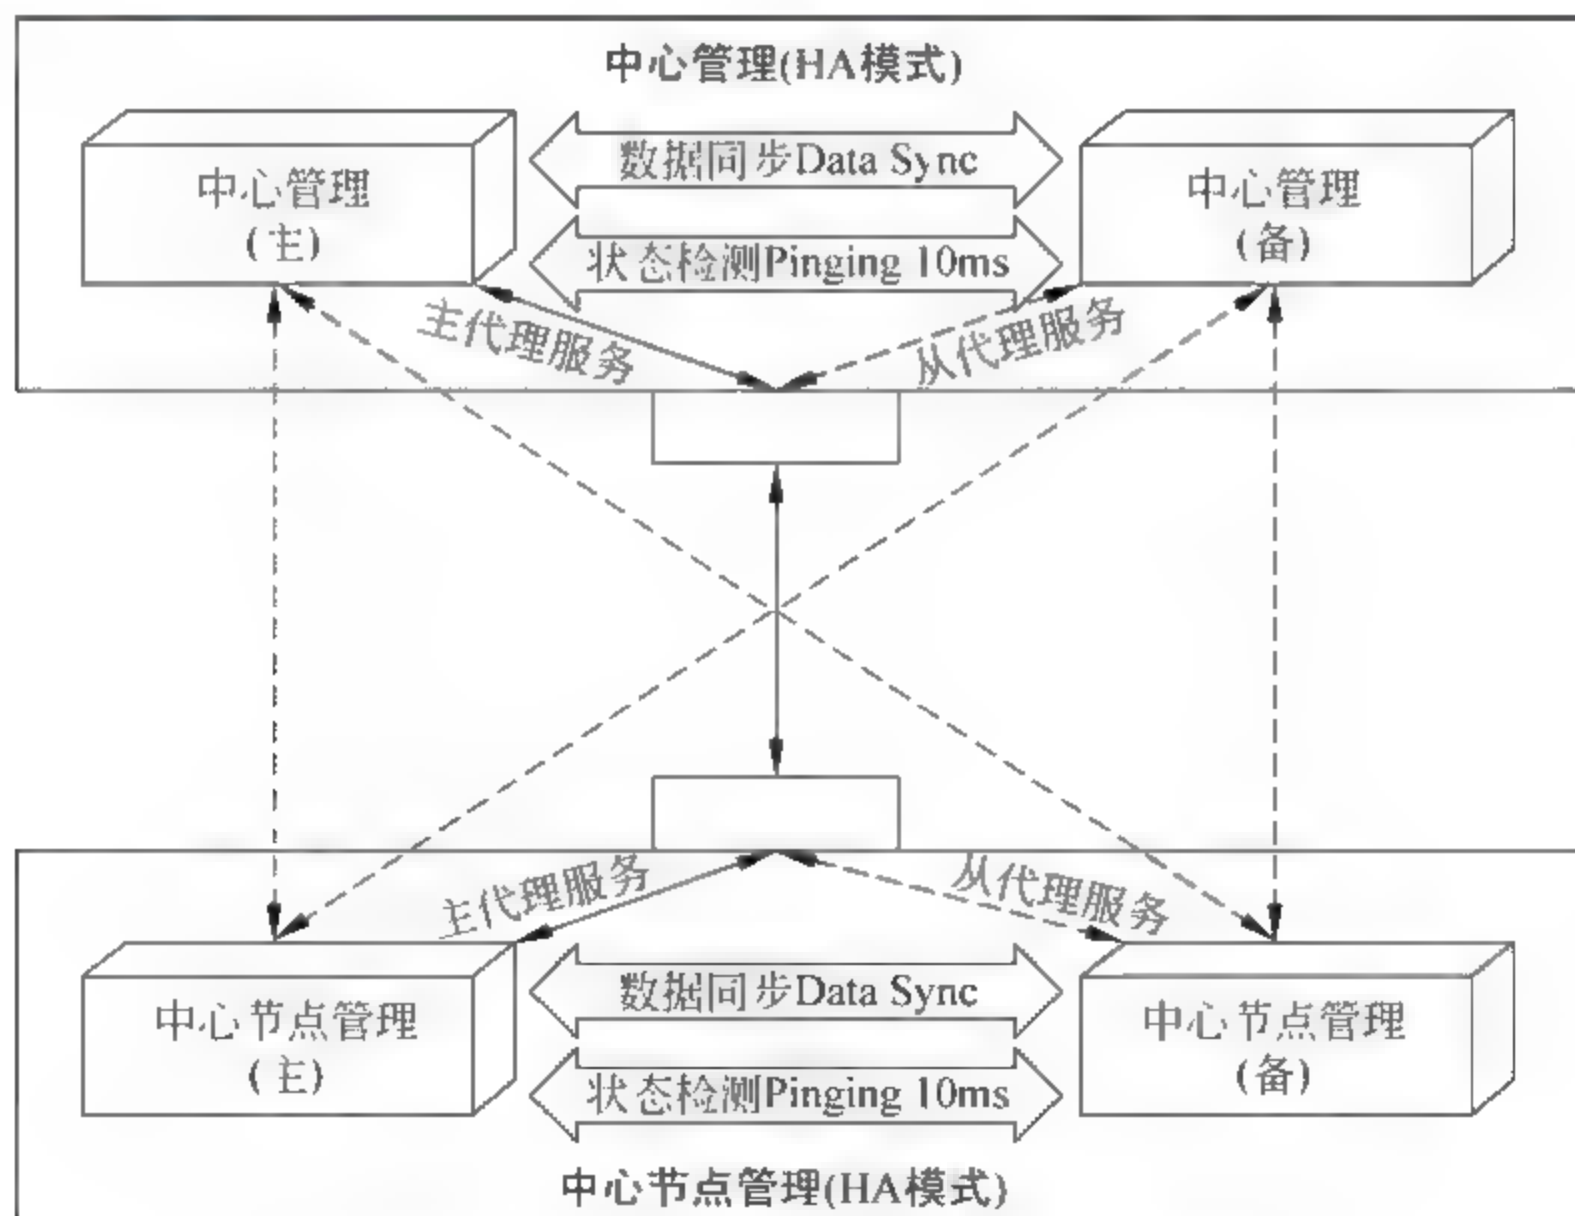 中心管理(HA模式)
中心管理
(主)
数据同步Data Sync
状态检测Pinging 10ms
中心管理
(备)
主代理服务
从代理服务
主代理服务
从代理服务
中心节点管理
(主)
数据同步Data Sync
状态检测Pinging 10ms
中心节点管理
(备)
中心节点管理(HA模式)